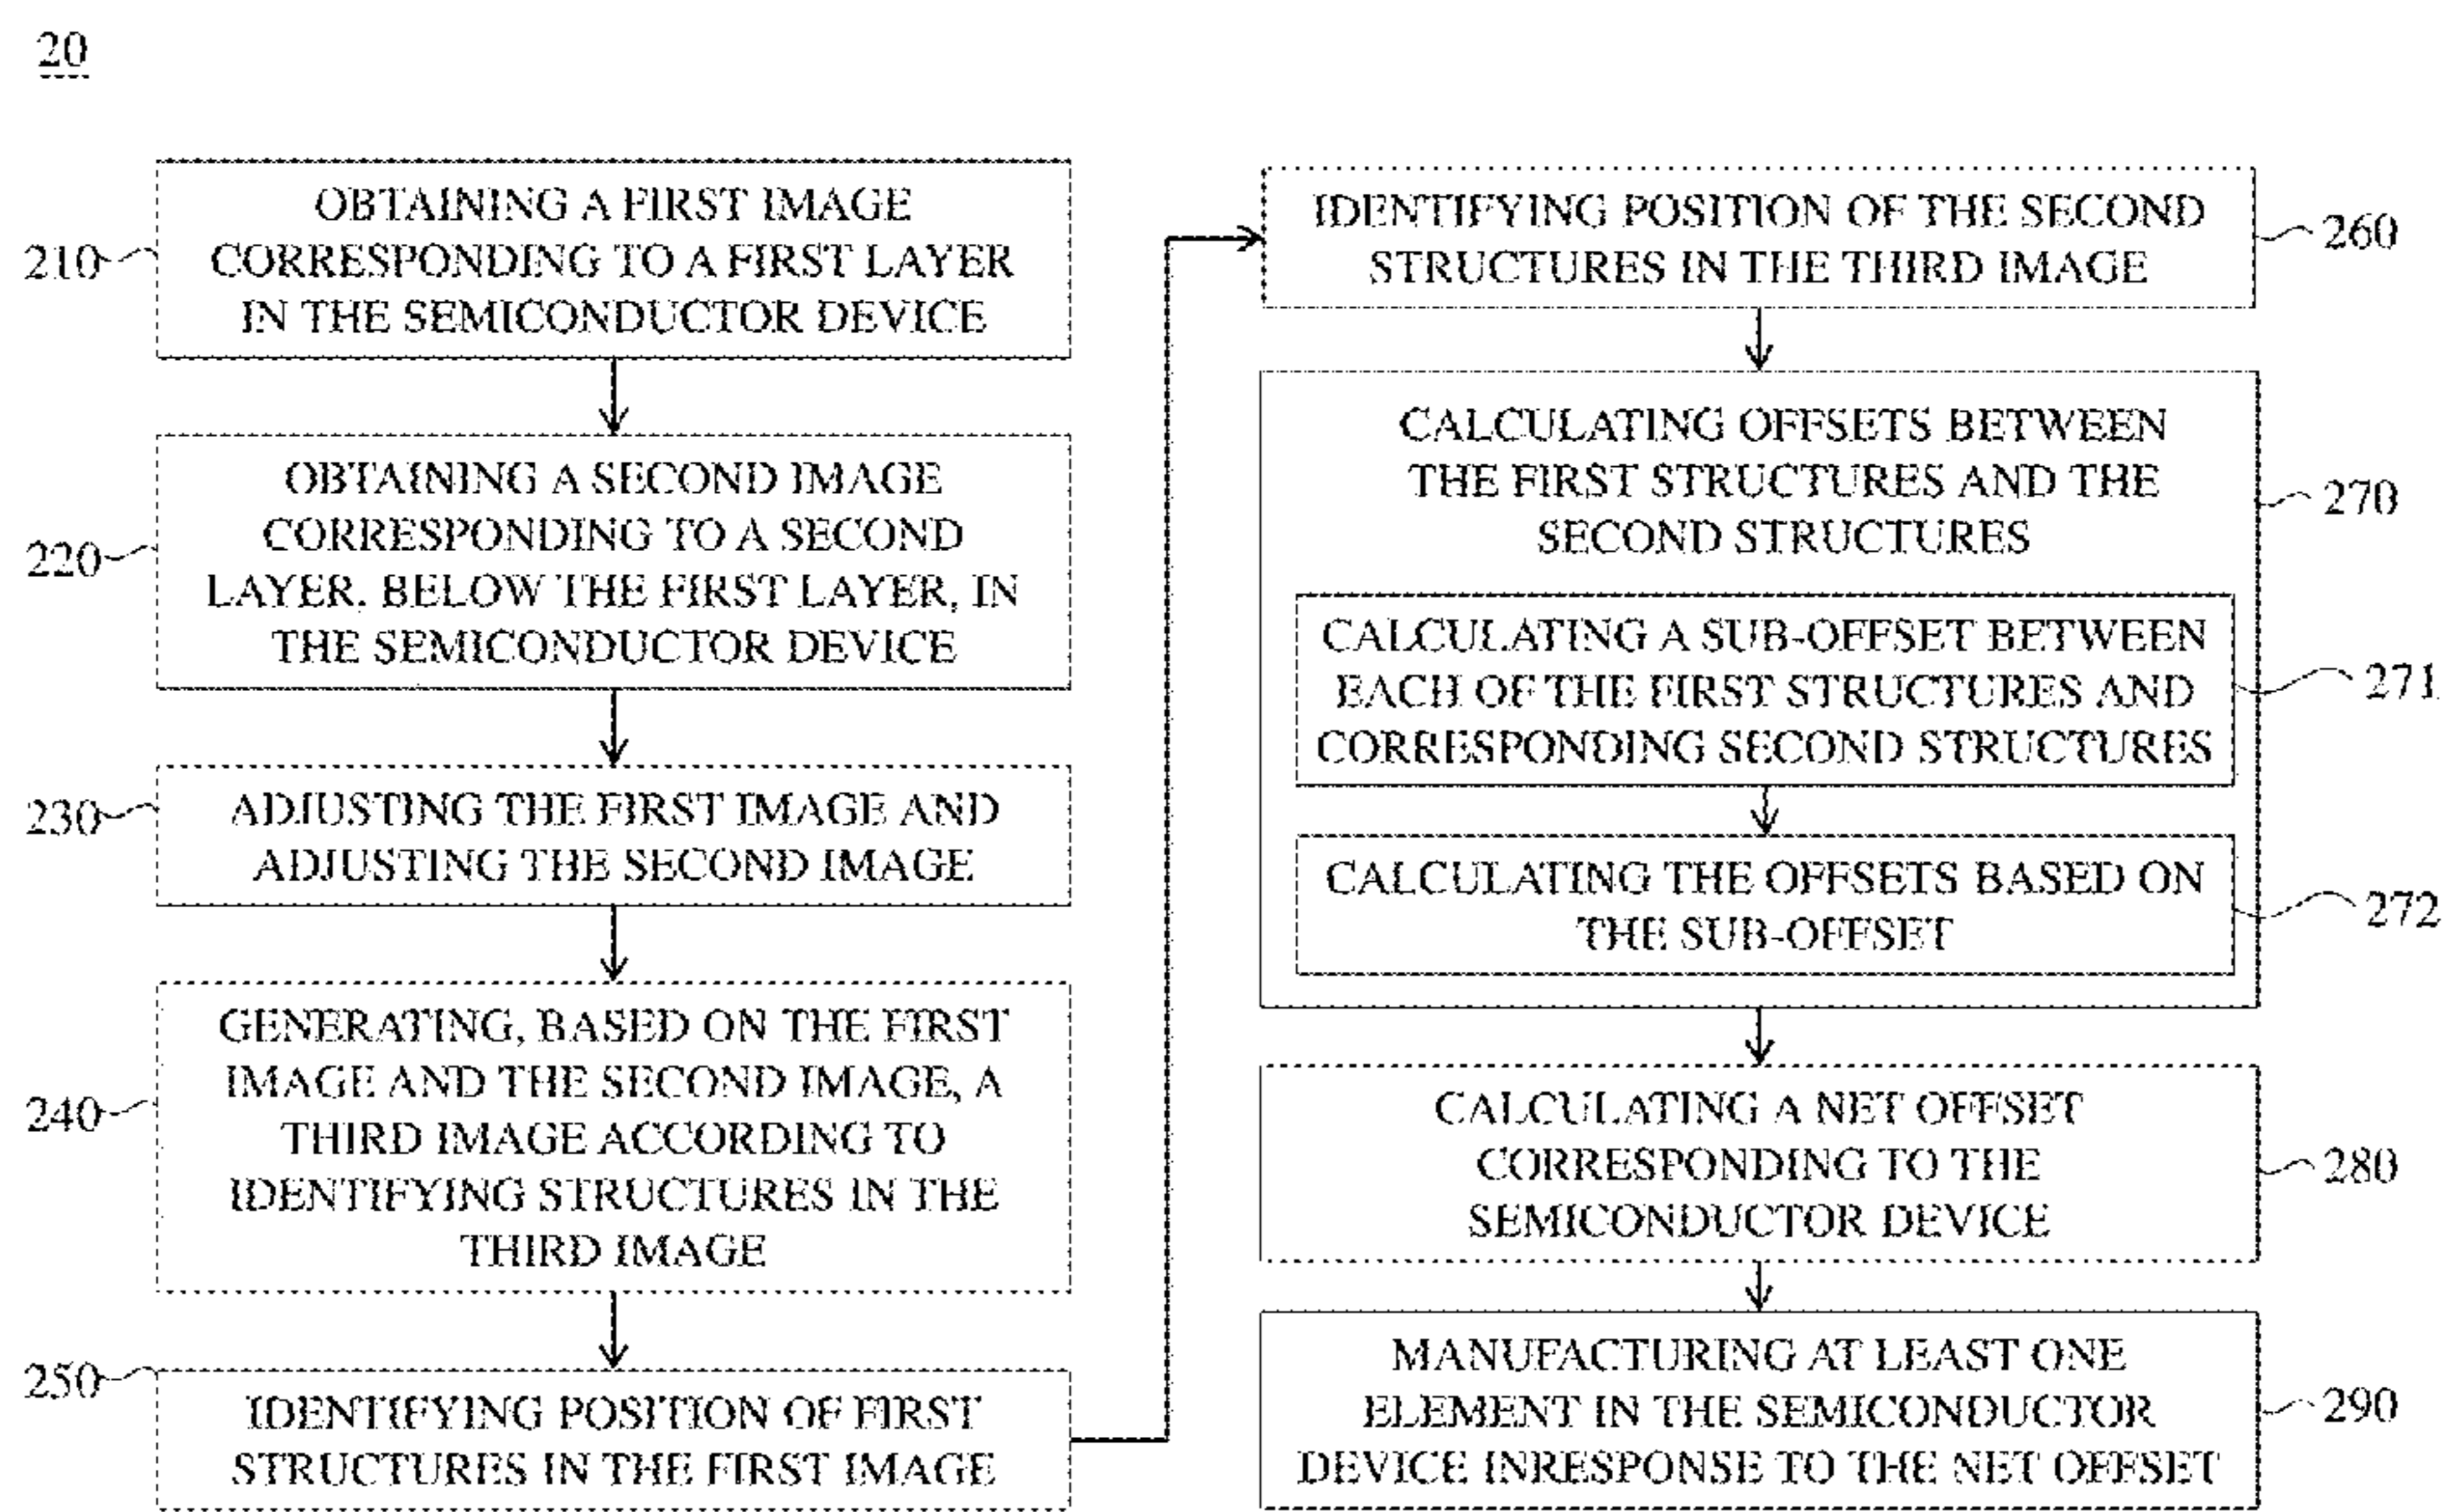 20
210
OBTAINING A FIRST IMAGE
CORRESPONDING TO A FIRST LAYER
IN THE SEMICONDUCTOR DEVICE
220
OBTAINING A SECOND IMAGE
CORRESPONDING TO A SECOND
LAYER, BELOW THE FIRST LAYER, IN
THE SEMICONDUCTOR DEVICE
230
ADJUSTING THE FIRST IMAGE AND
ADJUSTING THE SECOND IMAGE
240
GENERATING, BASED ON THE FIRST
IMAGE AND THE SECOND IMAGE, A
THIRD IMAGE ACCORDING TO
IDENTIFYING STRUCTURES IN THE
THIRD IMAGE
250
IDENTIFYING POSITION OF FIRST
STRUCTURES IN THE FIRST IMAGE
IDENTIFYING POSITION OF THE SECOND
STRUCTURES IN THE THIRD IMAGE
260
CALCULATING OFFSETS BETWEEN
THE FIRST STRUCTURES AND THE
SECOND STRUCTURES
270
CALCULATING A SUB-OFFSET BETWEEN
EACH OF THE FIRST STRUCTURES AND
CORRESPONDING SECOND STRUCTURES
271
CALCULATING THE OFFSETS BASED ON
THE SUB-OFFSET
272
CALCULATING A NET OFFSET
CORRESPONDING TO THE
SEMICONDUCTOR DEVICE
280
MANUFACTURING AT LEAST ONE
ELEMENT IN THE SEMICONDUCTOR
DEVICE INRESPONSE TO THE NET OFFSET
290